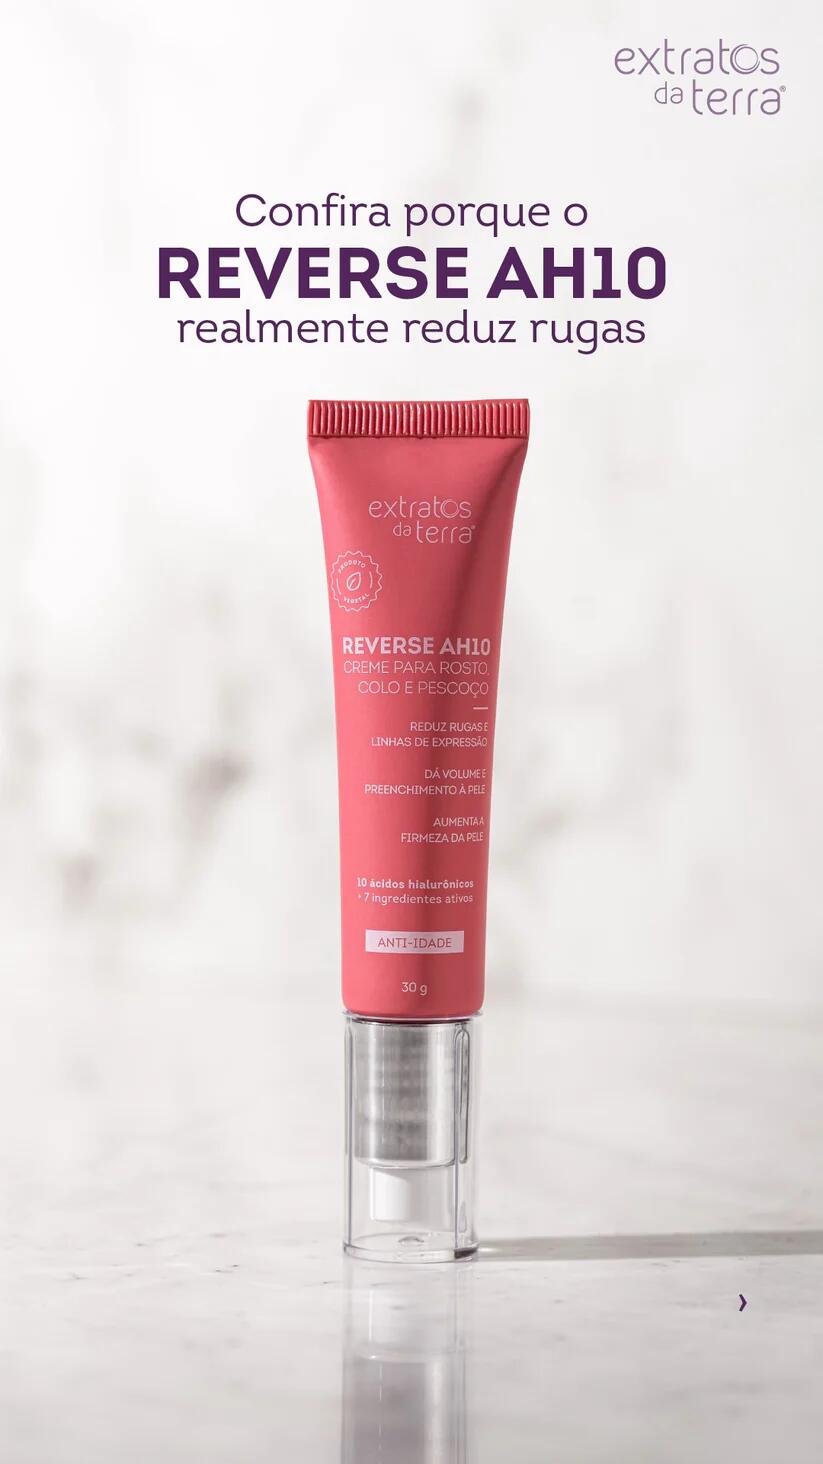 extratos
da terra®
Confira porque o
REVERSE AH10
realmente reduz rugas
extratos
da terra®
PRODUTO
VEGETAL
REVERSE AH10
CREME PARA ROSTO,
COLO E PESCOÇO
REDUZ RUGAS E
LINHAS DE EXPRESSÃO
DÁ VOLUME E
PREENCHIMENTO À PELE
AUMENTA A
FIRMEZA DA PELE
10 ácidos hialurônicos
+ 7 ingredientes ativos
ANTI-IDADE
30 g
›